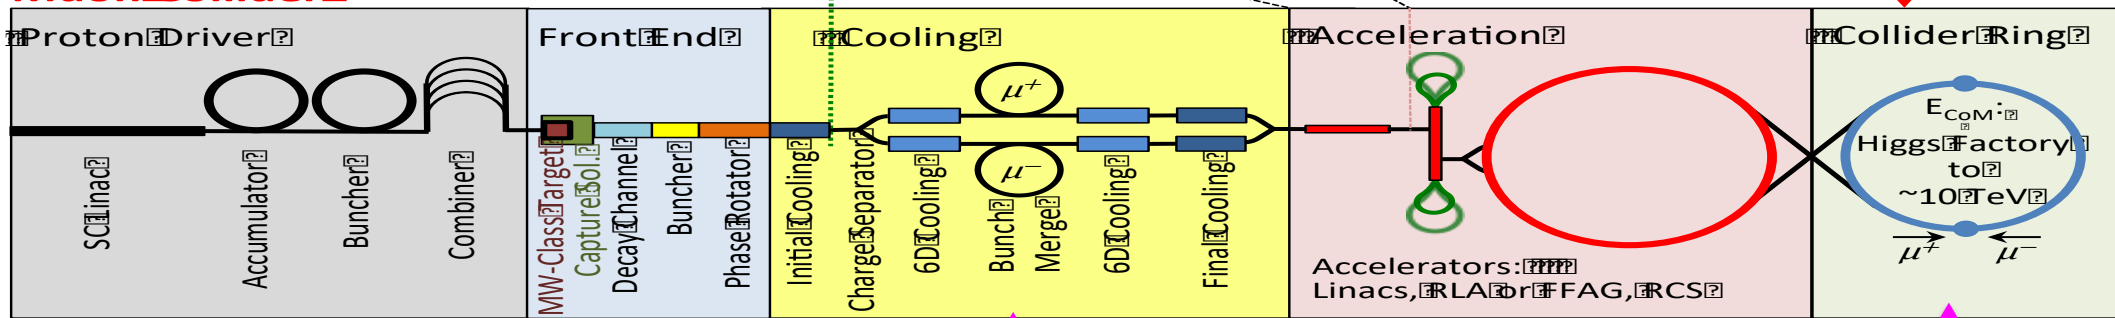 Proton Driver
Front End
Cooling
Acceleration
Collider Ring
SC Linac
Accumulator
Buncher
Combiner
MW-Class Target
Capture Sol.
Decay Channel
Buncher
Phase Rotator
Initial Cooling
Charge Separator
6D Cooling
μ+
μ−
Bunch
Merge
6D Cooling
Final Cooling
Accelerators:
Linacs, RLA or FFAG, RCS
ECoM:
Higgs Factory
to
~10 TeV
μ+
μ−